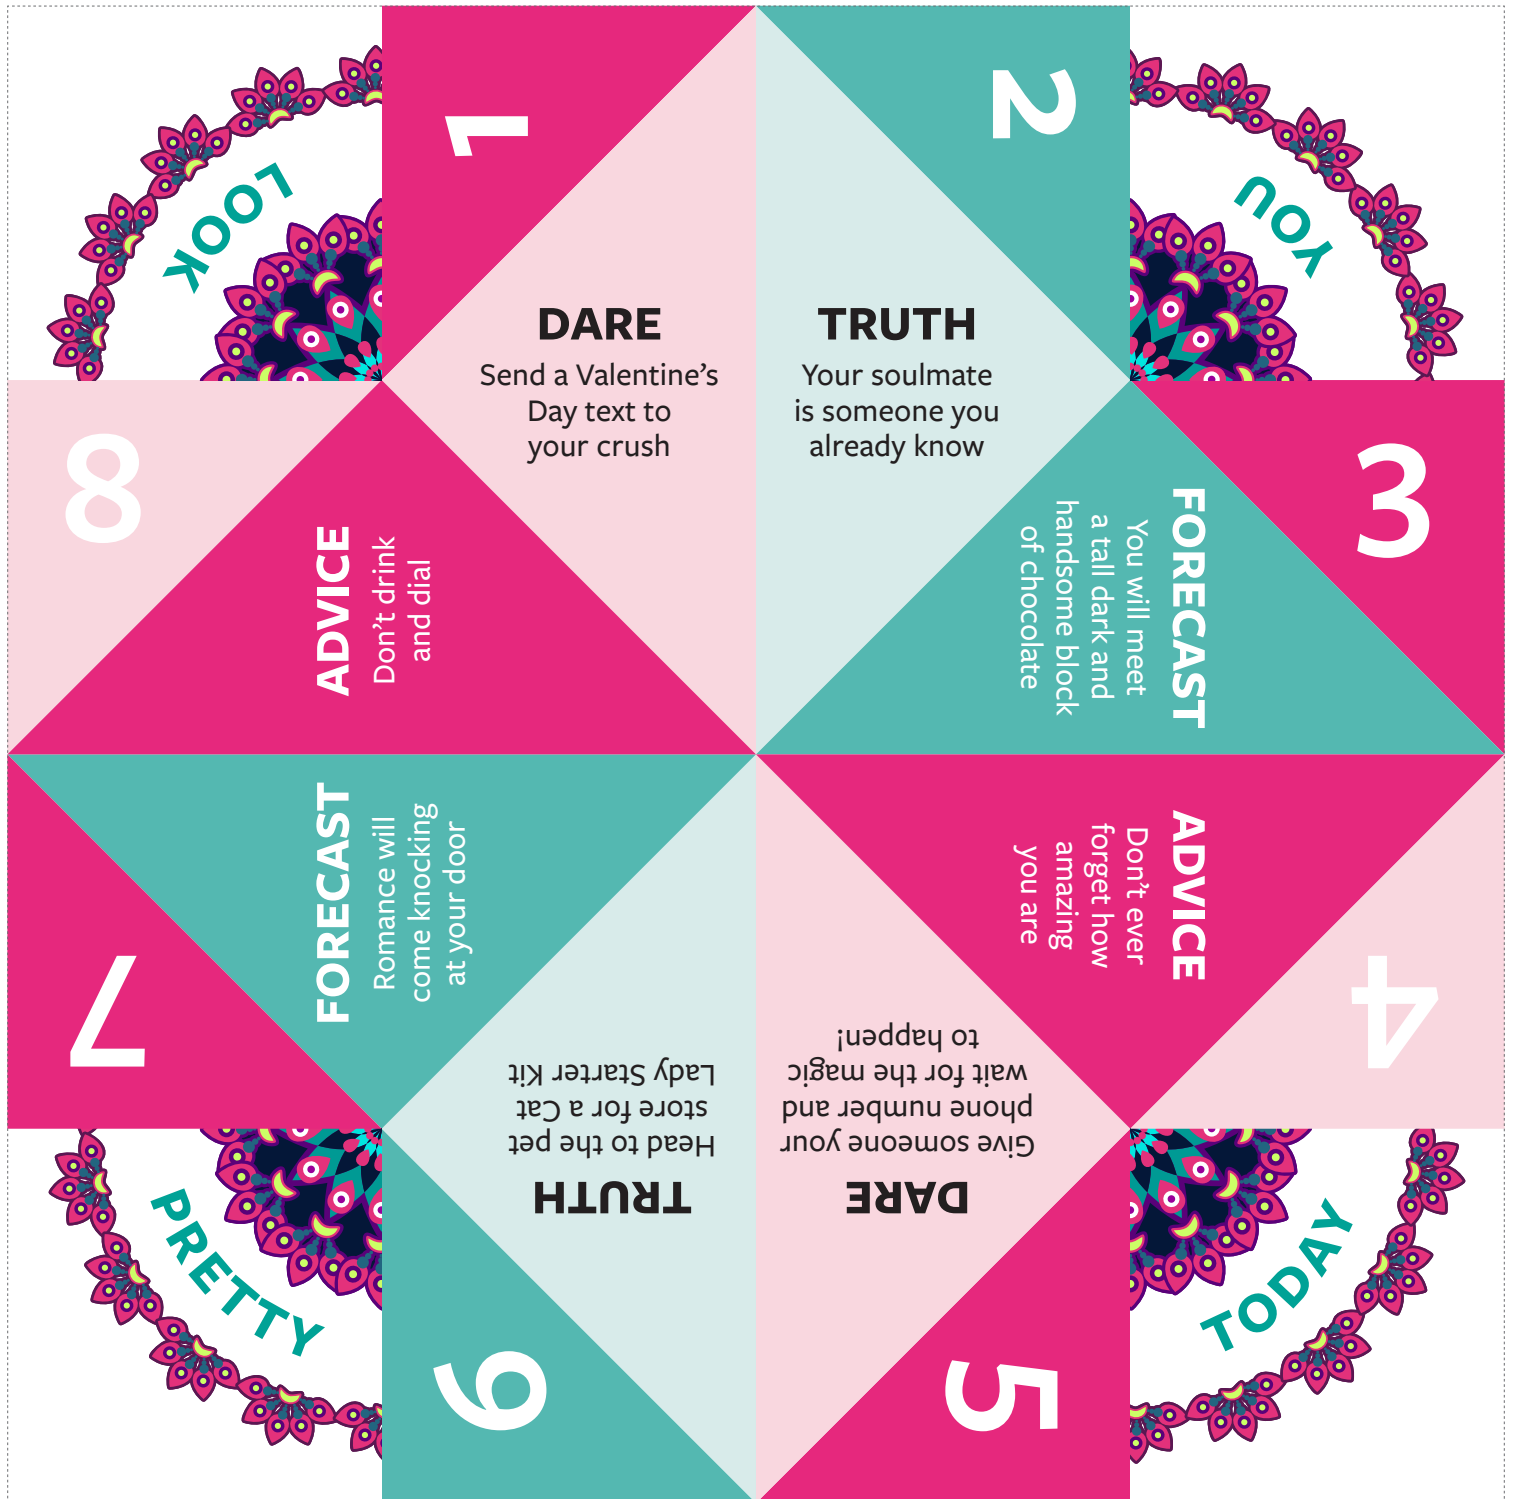 1
2
LOOK
YOU
DARE
Send a Valentine's
Day text to
your crush
TRUTH
Your soulmate
is someone you
already know
8
ADVICE
Don't drink
and dial
FORECAST
You will meet
a tall dark and
handsome block
of chocolate
3
7
FORECAST
Romance will
come knocking
at your door
ADVICE
Don't ever
forget how
amazing
you are
4
TRUTH
Head to the pet
store for a Cat
Lady Starter Kit
DARE
Give someone your
phone number and
wait for the magic
to happen!
PRETTY
TODAY
6
5